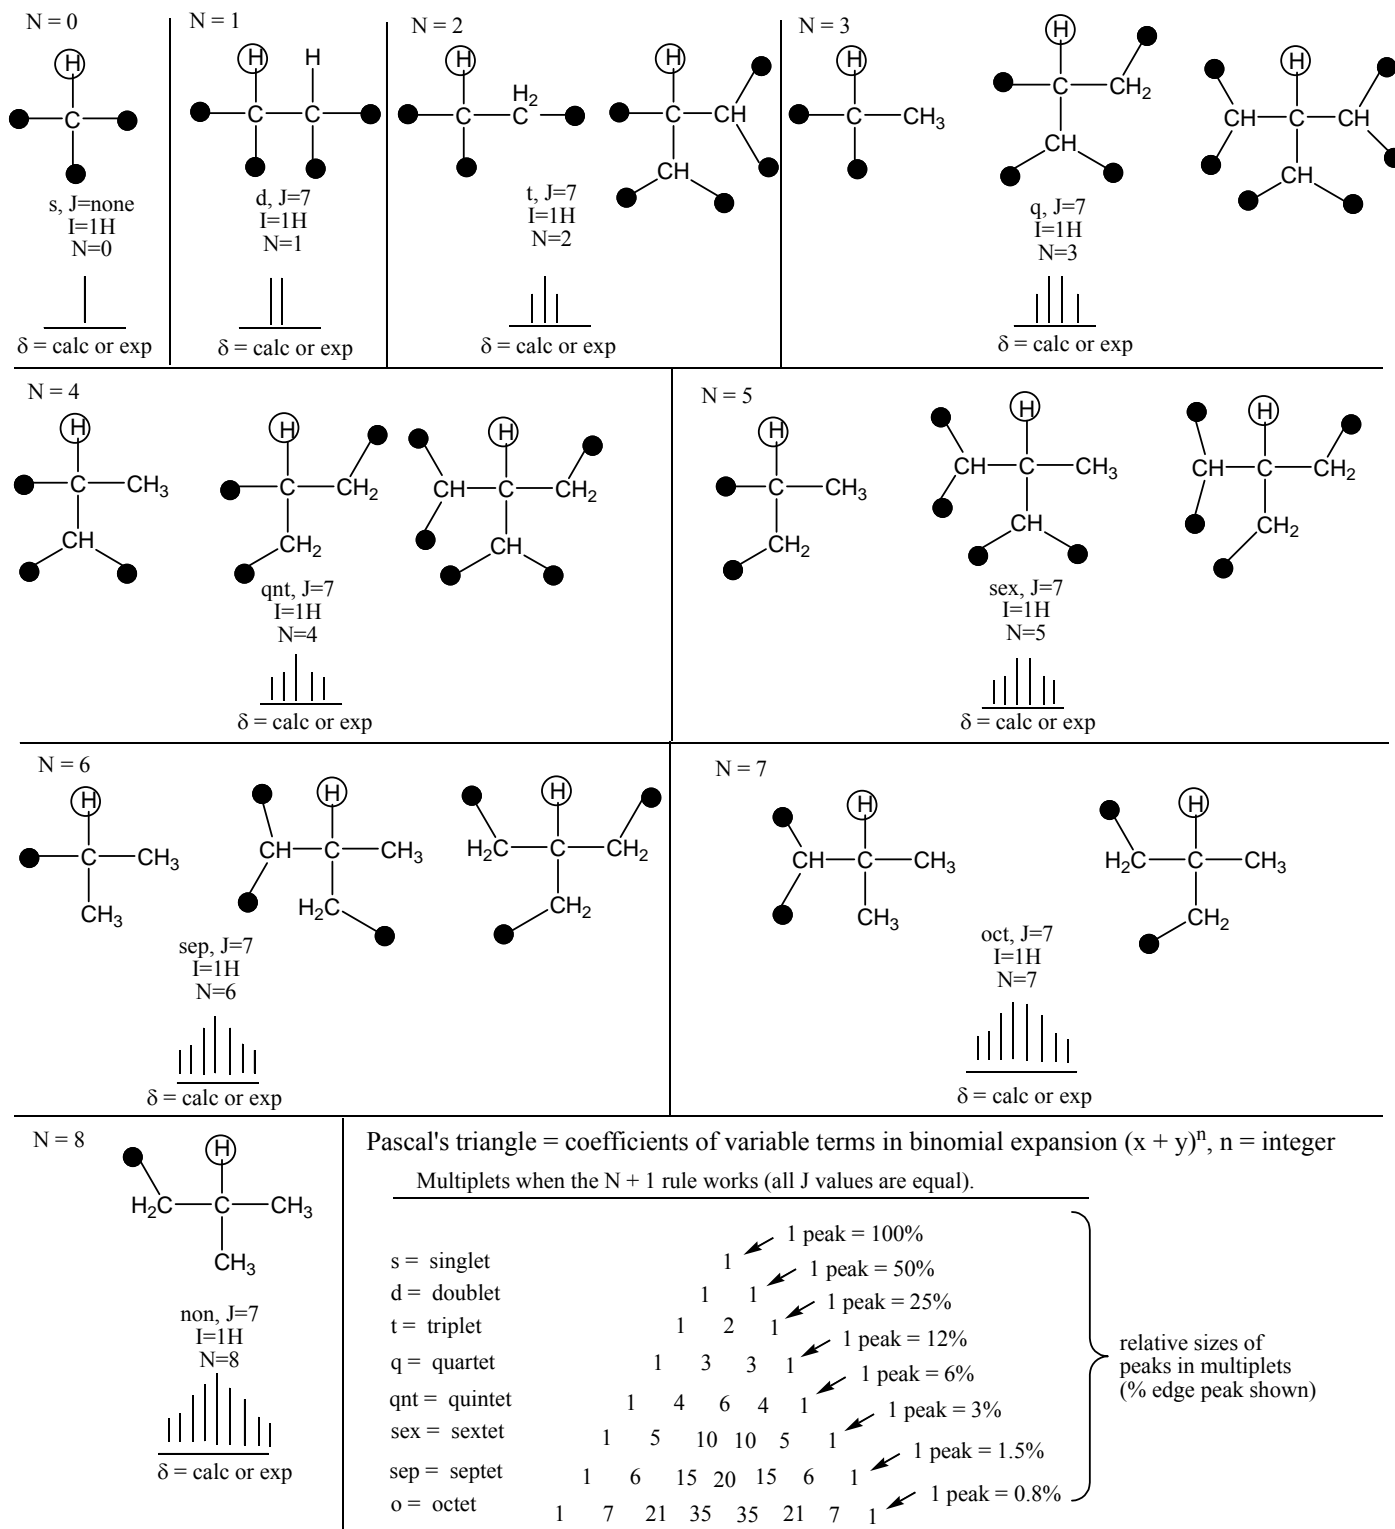 N = 0
H
C
s, J=none
I=1H
N=0
δ = calc or exp
N = 1
H H
C C
d, J=7
I=1H
N=1
δ = calc or exp
N = 2
H
H2
C C
H
C CH
CH
t, J=7
I=1H
N=2
δ = calc or exp
N = 3
H
C CH3
H
C CH2
CH
H
CH C CH
CH
q, J=7
I=1H
N=3
δ = calc or exp
N = 4
H
C CH3
CH
H
C CH2
CH2
H
CH C CH2
CH
qnt, J=7
I=1H
N=4
δ = calc or exp
N = 5
H
C CH3
CH2
H
CH C CH3
CH
H
CH C CH2
CH2
sex, J=7
I=1H
N=5
δ = calc or exp
N = 6
H
C CH3
CH3
H
CH C CH3
H2C
H
H2C C CH2
CH2
sep, J=7
I=1H
N=6
δ = calc or exp
N = 7
H
CH C CH3
CH3
H
H2C C CH3
CH2
oct, J=7
I=1H
N=7
δ = calc or exp
N = 8
H
H2C C CH3
CH3
non, J=7
I=1H
N=8
δ = calc or exp
Pascal's triangle = coefficients of variable terms in binomial expansion (x + y)^n, n = integer
Multiplets when the N + 1 rule works (all J values are equal).
s = singlet 1 1 peak = 100%
d = doublet 1 1 1 peak = 50%
t = triplet 1 2 1 1 peak = 25%
q = quartet 1 3 3 1 1 peak = 12%
qnt = quintet 1 4 6 4 1 1 peak = 6%
sex = sextet 1 5 10 10 5 1 1 peak = 3%
sep = septet 1 6 15 20 15 6 1 1 peak = 1.5%
o = octet 1 7 21 35 35 21 7 1 1 peak = 0.8%
relative sizes of
peaks in multiplets
(% edge peak shown)